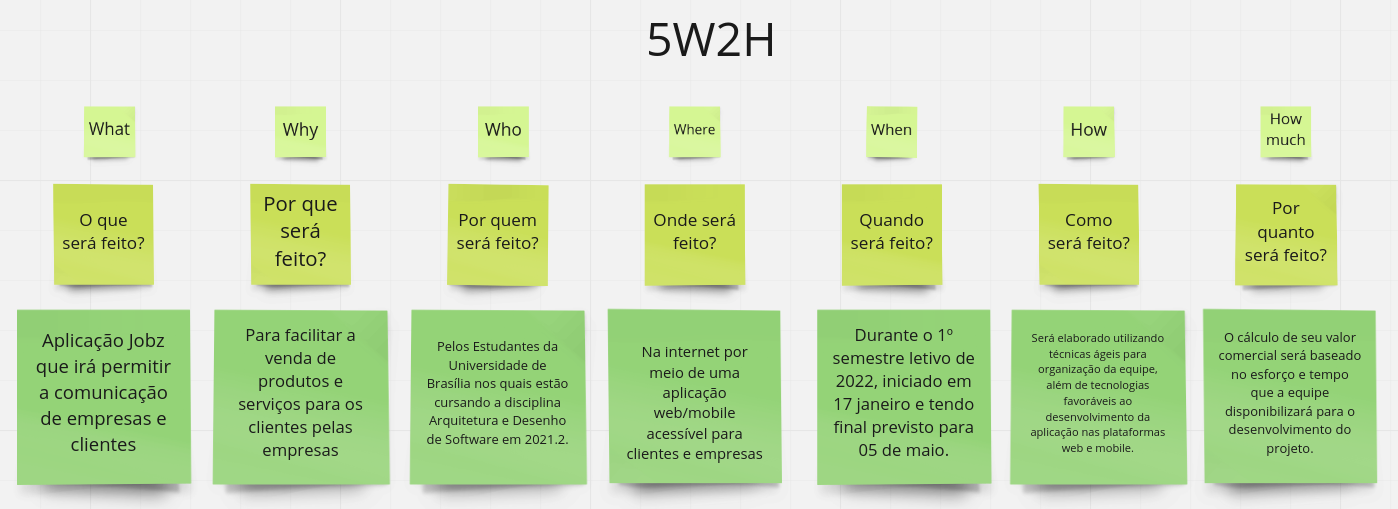 5W2H
What
Why
Who
Where
When
How
How
much
O que
será feito?
Por que
será
feito?
Por quem
será feito?
Onde será
feito?
Quando
será feito?
Como
será feito?
Por
quanto
será feito?
Aplicação Jobz
que irá permitir
a comunicação
de empresas e
clientes
Para facilitar a
venda de
produtos e
serviços para os
clientes pelas
empresas
Pelos Estudantes da
Universidade de
Brasília nos quais estão
cursando a disciplina
Arquitetura e Desenho
de Software em 2021.2.
Na internet por
meio de uma
aplicação
web/mobile
acessível para
clientes e empresas
Durante o 1º
semestre letivo de
2022, iniciado em
17 janeiro e tendo
final previsto para
05 de maio.
Será elaborado utilizando
técnicas ágeis para
organização da equipe,
além de tecnologias
favoráveis ao
desenvolvimento da
aplicação nas plataformas
web e mobile.
O cálculo de seu valor
comercial será baseado
no esforço e tempo
que a equipe
disponibilizará para o
desenvolvimento do
projeto.